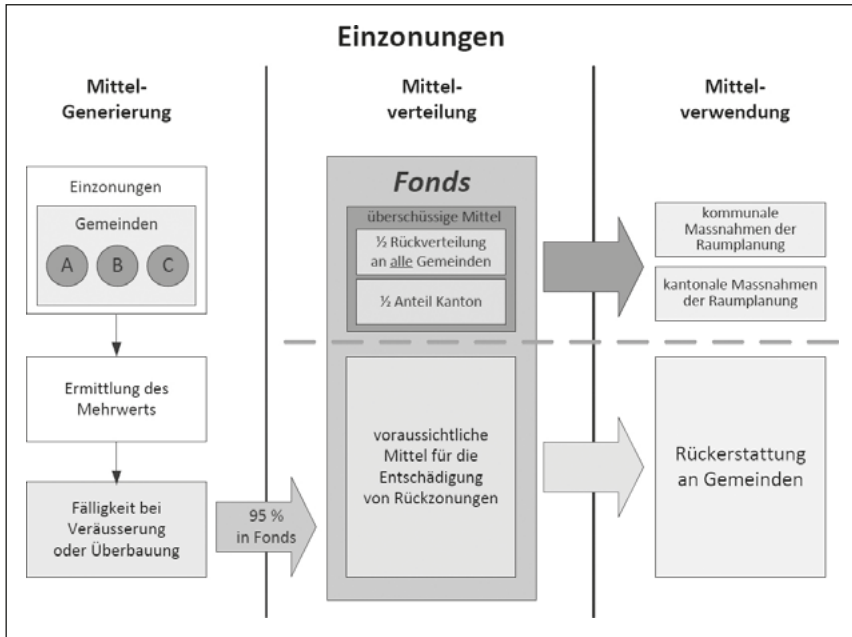 Einzonungen
Mittel-
Generierung
Einzonungen
Gemeinden
A B C
Ermittlung des
Mehrwerts
Fälligkeit bei
Veräusserung
oder Überbauung
95 %
in Fonds
Mittel-
verteilung
Fonds
überschüssige Mittel
½ Rückverteilung
an alle Gemeinden
½ Anteil Kanton
voraussichtliche
Mittel für die
Entschädigung
von Rückzonungen
Mittel-
verwendung
kommunale
Massnahmen der
Raumplanung
kantonale Massnahmen
der Raumplanung
Rückerstattung
an Gemeinden